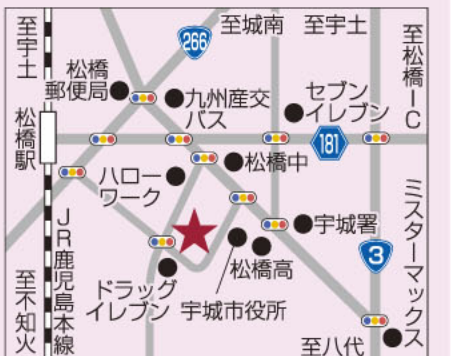 至宇土
至城南
至宇土
至松橋IC
266
松橋
郵便局
九州産交
バス
セブン
イレブン
松橋駅
181
松橋中
ハロー
ワーク
ミスターマックス
宇城署
3
JR鹿児島本線
松橋高
ドラッグ
イレブン
宇城市役所
至不知火
至八代